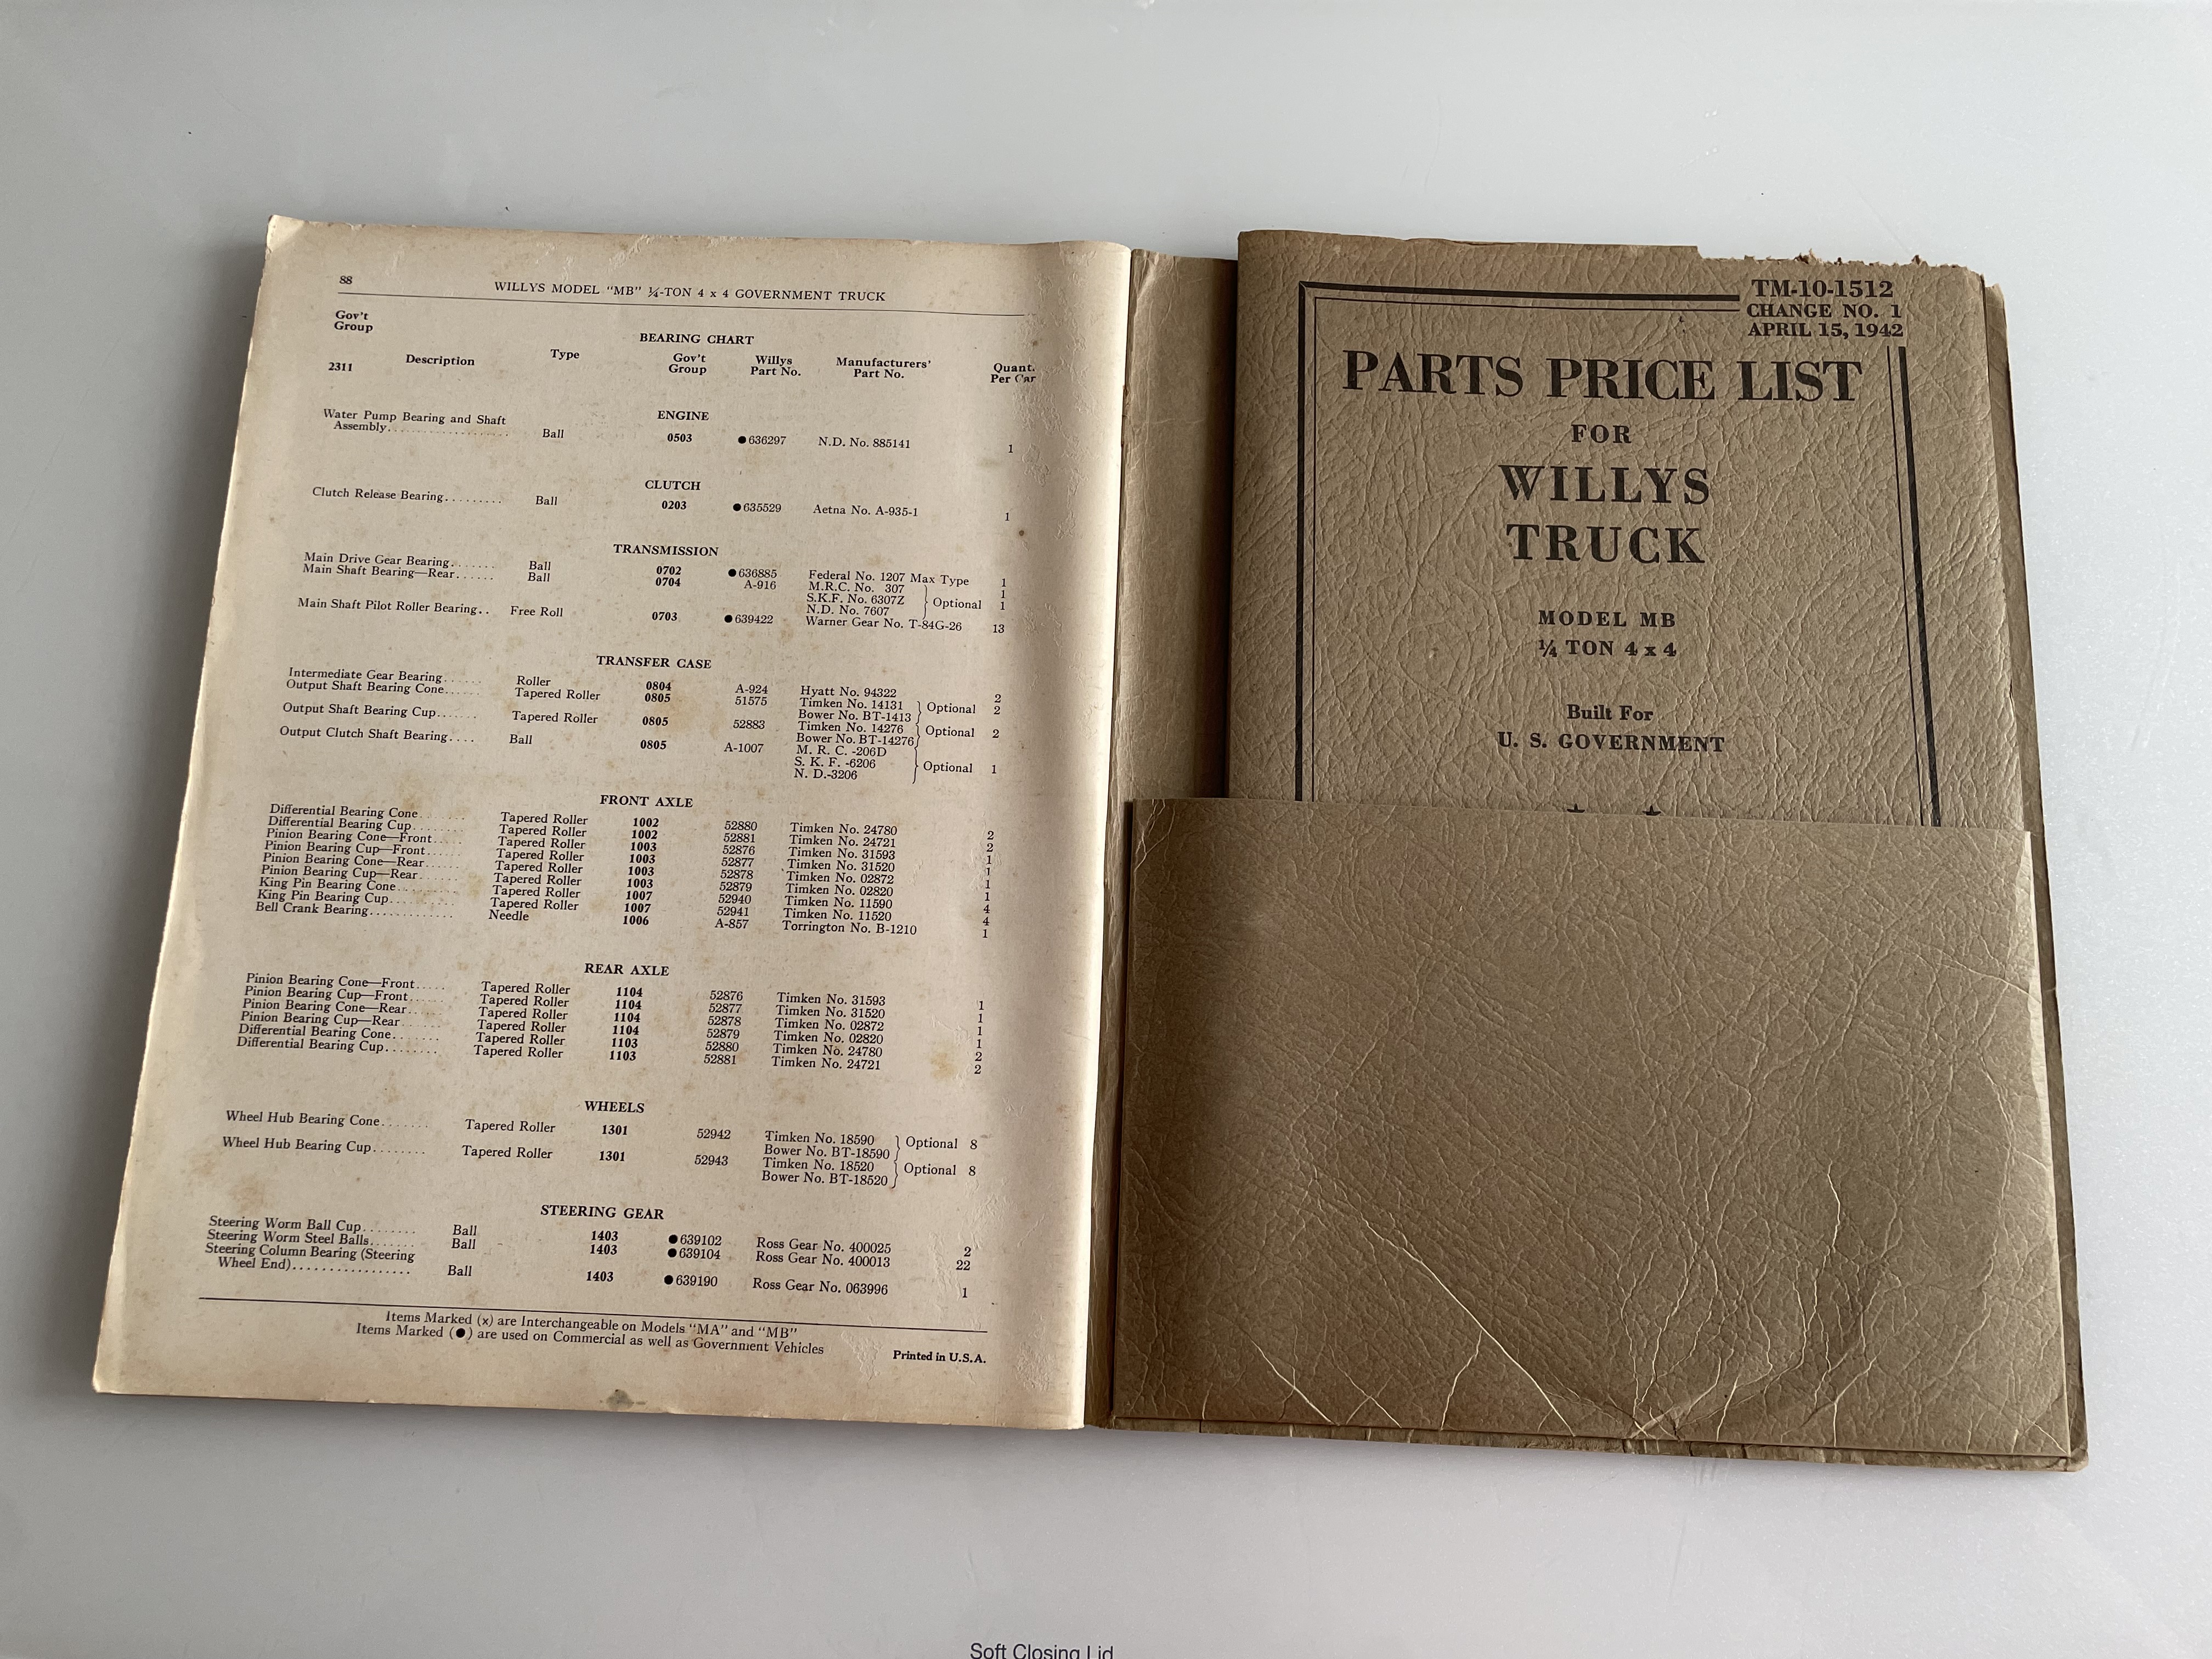 88
WILLYS MODEL "MB" ¼-TON 4 x 4 GOVERNMENT TRUCK
Gov't
Group
BEARING CHART
2311 Description Type Gov't Group Willys Part No. Manufacturers' Part No. Quant. Per Car
ENGINE
Water Pump Bearing and Shaft
Assembly.................. Ball 0503 ●636297 N.D. No. 885141 1
CLUTCH
Clutch Release Bearing......... Ball 0203 ●635529 Aetna No. A-935-1 1
TRANSMISSION
Main Drive Gear Bearing....... Ball 0702 ●636885 Federal No. 1207 Max Type 1
Main Shaft Bearing—Rear...... Ball 0704 A-916 M.R.C. No. 307 1
S.K.F. No. 6307Z } Optional 1
N.D. No. 7607
Main Shaft Pilot Roller Bearing.. Free Roll 0703 ●639422 Warner Gear No. T-84G-26 13
TRANSFER CASE
Intermediate Gear Bearing...... Roller 0804 A-924 Hyatt No. 94322 2
Output Shaft Bearing Cone...... Tapered Roller 0805 51575 Timken No. 14131 } Optional 2
Bower No. BT-1413
Output Shaft Bearing Cup....... Tapered Roller 0805 52883 Timken No. 14276 } Optional 2
Bower No. BT-14276
Output Clutch Shaft Bearing.... Ball 0805 A-1007 M. R. C. -206D
S. K. F. -6206 } Optional 1
N. D.-3206
FRONT AXLE
Differential Bearing Cone....... Tapered Roller 1002 52880 Timken No. 24780 2
Differential Bearing Cup........ Tapered Roller 1002 52881 Timken No. 24721 2
Pinion Bearing Cone—Front..... Tapered Roller 1003 52876 Timken No. 31593 1
Pinion Bearing Cup—Front...... Tapered Roller 1003 52877 Timken No. 31520 1
Pinion Bearing Cone—Rear...... Tapered Roller 1003 52878 Timken No. 02872 1
Pinion Bearing Cup—Rear....... Tapered Roller 1003 52879 Timken No. 02820 1
King Pin Bearing Cone.......... Tapered Roller 1007 52940 Timken No. 11590 4
King Pin Bearing Cup........... Tapered Roller 1007 52941 Timken No. 11520 4
Bell Crank Bearing............. Needle 1006 A-857 Torrington No. B-1210 1
REAR AXLE
Pinion Bearing Cone—Front..... Tapered Roller 1104 52876 Timken No. 31593 1
Pinion Bearing Cup—Front...... Tapered Roller 1104 52877 Timken No. 31520 1
Pinion Bearing Cone—Rear...... Tapered Roller 1104 52878 Timken No. 02872 1
Pinion Bearing Cup—Rear....... Tapered Roller 1104 52879 Timken No. 02820 1
Differential Bearing Cone....... Tapered Roller 1103 52880 Timken No. 24780 2
Differential Bearing Cup........ Tapered Roller 1103 52881 Timken No. 24721 2
WHEELS
Wheel Hub Bearing Cone....... Tapered Roller 1301 52942 Timken No. 18590 } Optional 8
Bower No. BT-18590
Wheel Hub Bearing Cup........ Tapered Roller 1301 52943 Timken No. 18520 } Optional 8
Bower No. BT-18520
STEERING GEAR
Steering Worm Ball Cup........ Ball 1403 ●639102 Ross Gear No. 400025 2
Steering Worm Steel Balls....... Ball 1403 ●639104 Ross Gear No. 400013 22
Steering Column Bearing (Steering
Wheel End)................. Ball 1403 ●639190 Ross Gear No. 063996 1
Items Marked (x) are Interchangeable on Models "MA" and "MB"
Items Marked (●) are used on Commercial as well as Government Vehicles
Printed in U.S.A.
TM-10-1512
CHANGE NO. 1
APRIL 15, 1942
PARTS PRICE LIST
FOR
WILLYS
TRUCK
MODEL MB
¼ TON 4 x 4
Built For
U. S. GOVERNMENT
Soft Closing Lid